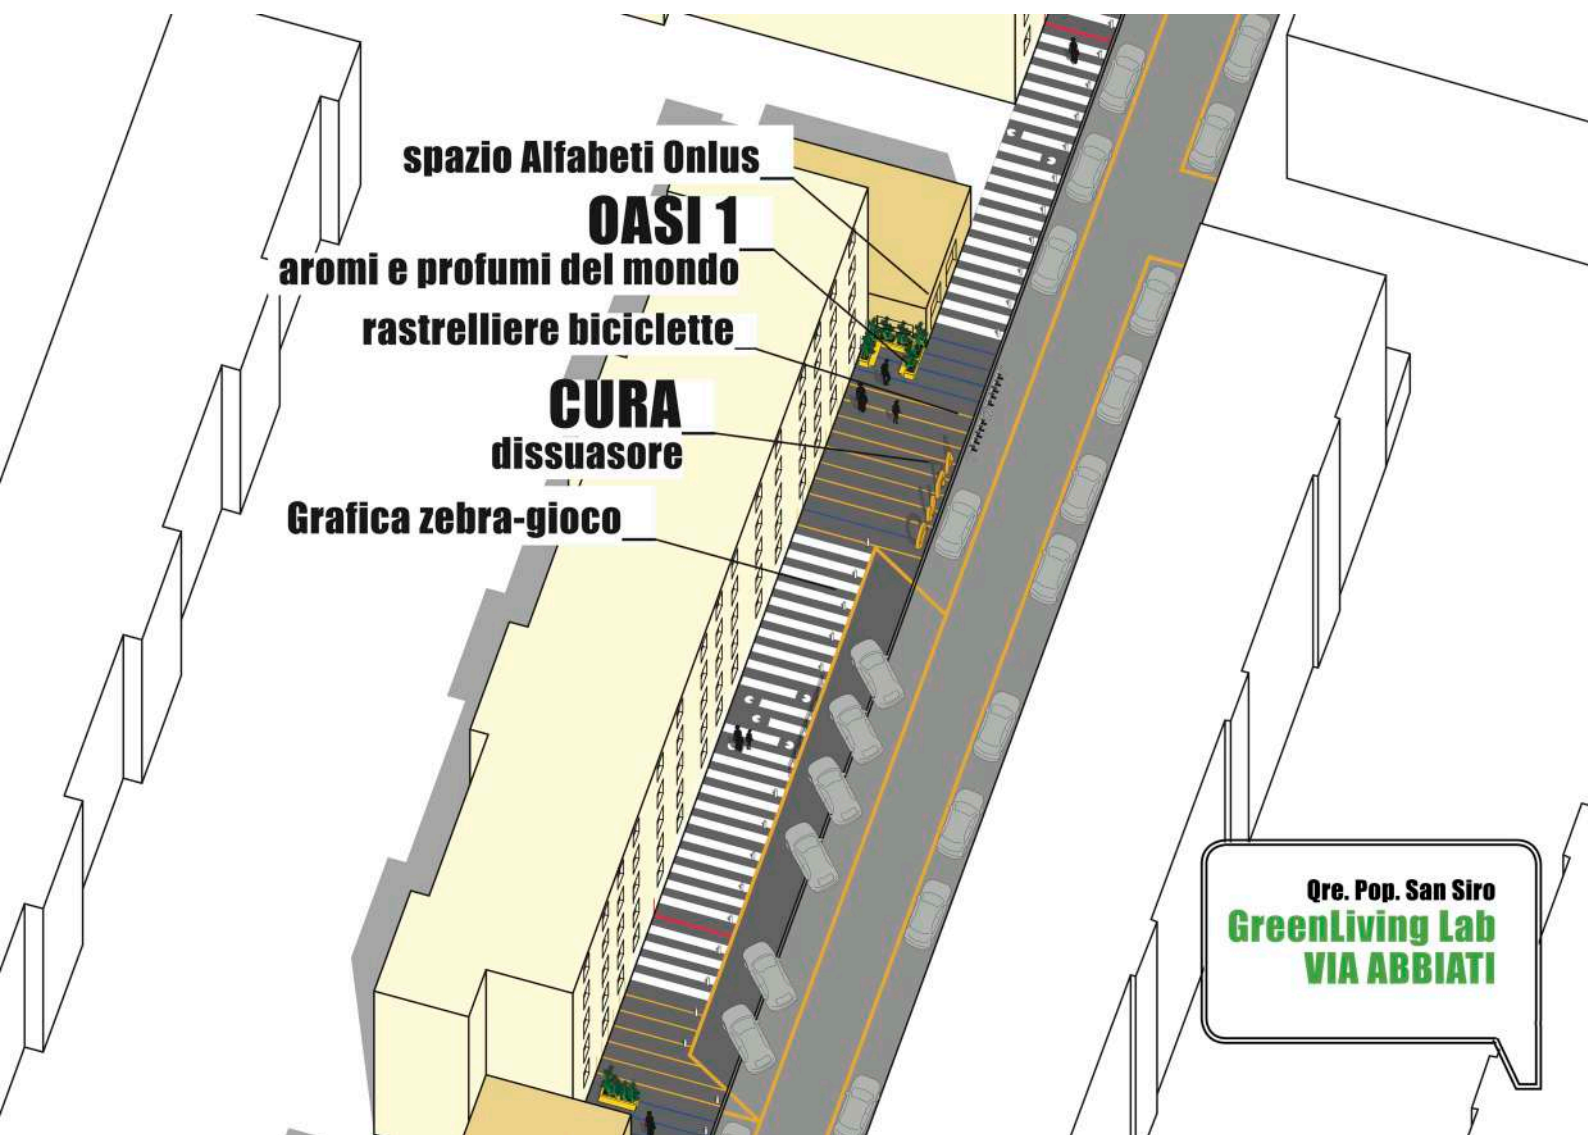 spazio Alfabeti Onlus
OASI 1
aromi e profumi del mondo
rastrelliere biciclette
CURA
dissuasore
Grafica zebra-gioco
Qre. Pop. San Siro
GreenLiving Lab
VIA ABBIATI